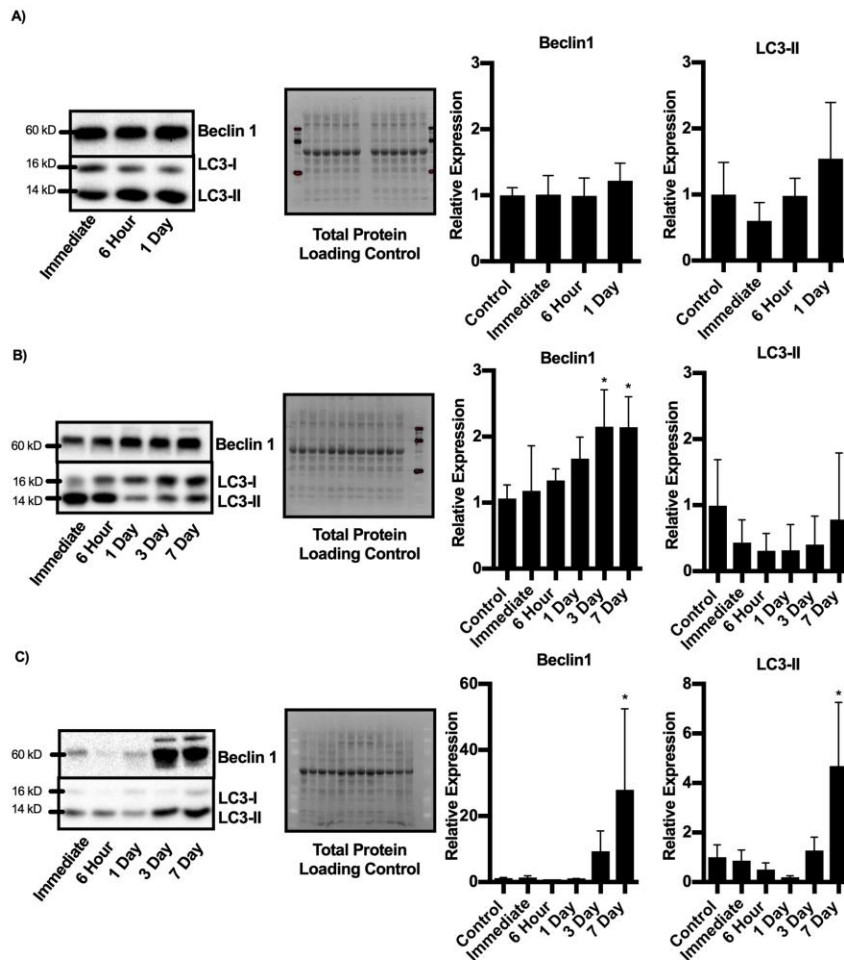 A)
60 kD
Beclin 1
16 kD
LC3-I
14 kD
LC3-II
Immediate
6 Hour
1 Day
Total Protein
Loading Control
Beclin1
Relative Expression
3
2
1
0
Control
Immediate
6 Hour
1 Day
LC3-II
Relative Expression
3
2
1
0
Control
Immediate
6 Hour
1 Day
B)
60 kD
Beclin 1
16 kD
LC3-I
14 kD
LC3-II
Immediate
6 Hour
1 Day
3 Day
7 Day
Total Protein
Loading Control
Beclin1
Relative Expression
3
2
1
0
* *
Control
Immediate
6 Hour
1 Day
3 Day
7 Day
LC3-II
Relative Expression
3
2
1
0
Control
Immediate
6 Hour
1 Day
3 Day
7 Day
C)
60 kD
Beclin 1
16 kD
LC3-I
14 kD
LC3-II
Immediate
6 Hour
1 Day
3 Day
7 Day
Total Protein
Loading Control
Beclin1
Relative Expression
60
40
20
0
*
Control
Immediate
6 Hour
1 Day
3 Day
7 Day
LC3-II
Relative Expression
8
6
4
2
0
*
Control
Immediate
6 Hour
1 Day
3 Day
7 Day